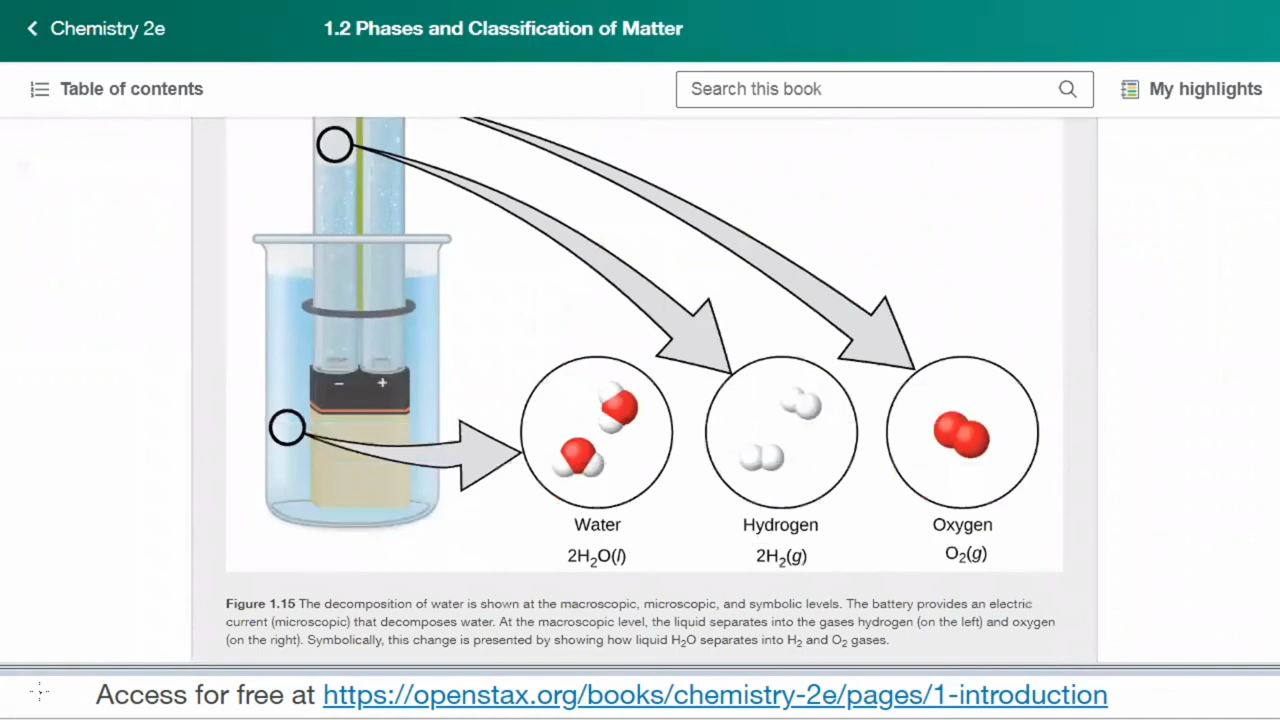 Chemistry 2e
1.2 Phases and Classification of Matter
Table of contents
Search this book
My highlights
− +
Water Hydrogen Oxygen
2H₂O(l) 2H₂(g) O₂(g)
Figure 1.15 The decomposition of water is shown at the macroscopic, microscopic, and symbolic levels. The battery provides an electric
current (microscopic) that decomposes water. At the macroscopic level, the liquid separates into the gases hydrogen (on the left) and oxygen
(on the right). Symbolically, this change is presented by showing how liquid H₂O separates into H₂ and O₂ gases.
Access for free at https://openstax.org/books/chemistry-2e/pages/1-introduction